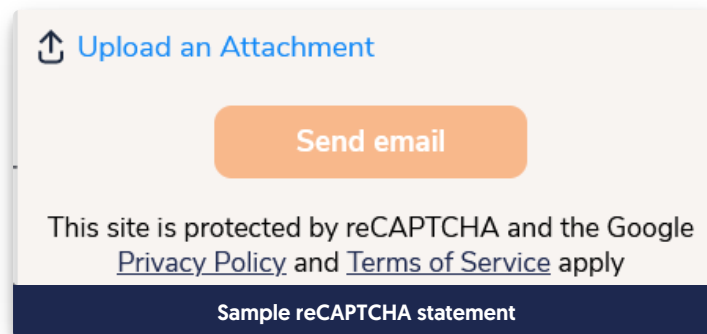 Upload an Attachment
Send email
This site is protected by reCAPTCHA and the Google
Privacy Policy and Terms of Service apply
Sample reCAPTCHA statement